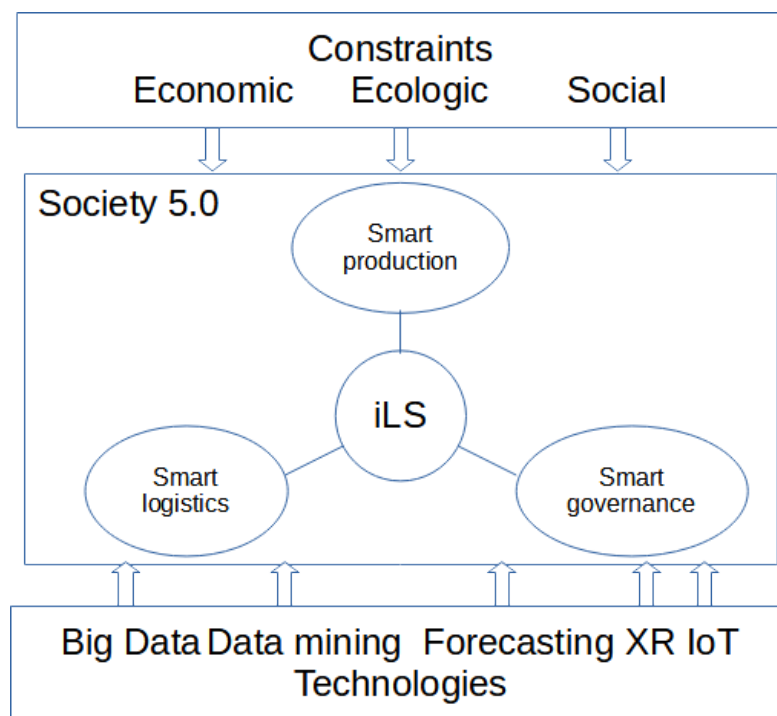 Constraints
Economic Ecologic Social
Society 5.0
Smart
production
iLS
Smart
logistics
Smart
governance
Big Data Data mining Forecasting XR IoT
Technologies